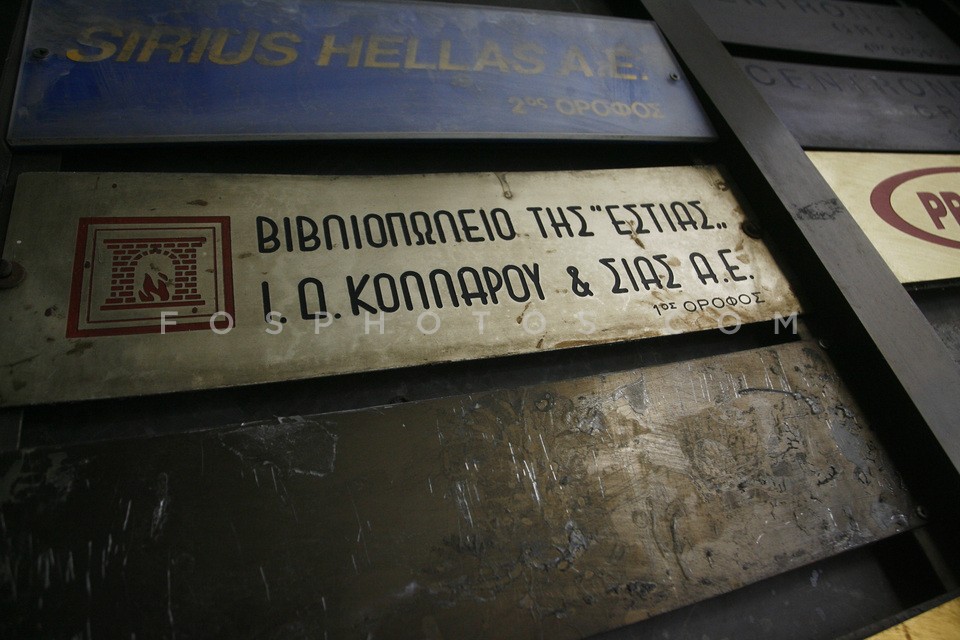 SIRIUS HELLAS A.E.
2ος ΟΡΟΦΟΣ
ΒΙΒΛΙΟΠΩΛΕΙΟ ΤΗΣ "ΕΣΤΙΑΣ„
Ι. Δ. ΚΟΛΛΑΡΟΥ & ΣΙΑΣ Α.Ε.
1ος ΟΡΟΦΟΣ
FOSPHOTOS.COM